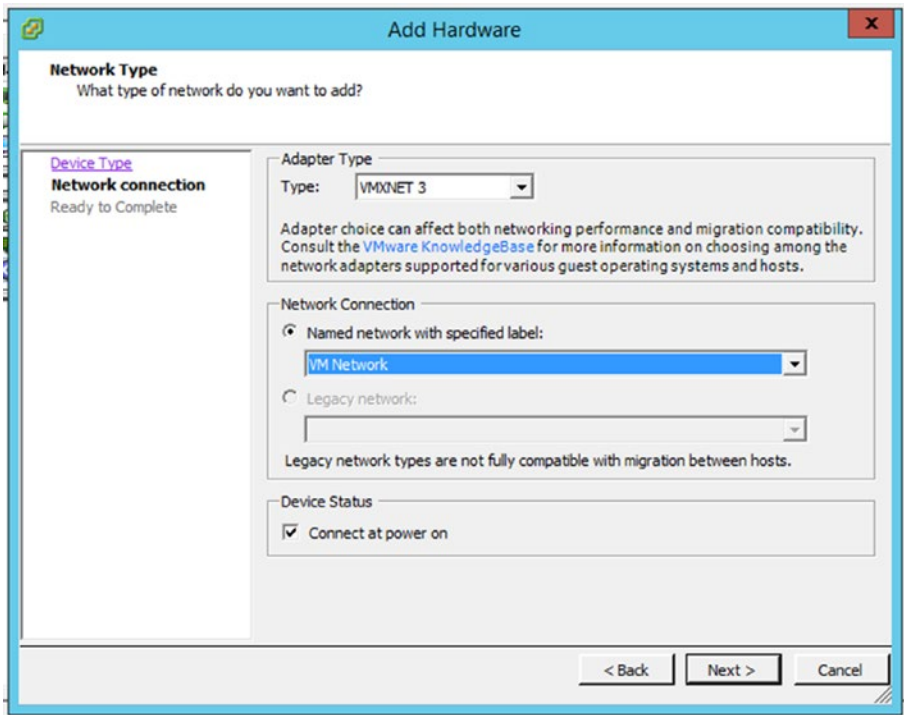 Add Hardware
x
Network Type
What type of network do you want to add?
Device Type
Network connection
Ready to Complete
Adapter Type
Type: VMXNET 3
Adapter choice can affect both networking performance and migration compatibility.
Consult the VMware KnowledgeBase for more information on choosing among the
network adapters supported for various guest operating systems and hosts.
Network Connection
Named network with specified label:
VM Network
Legacy network:
Legacy network types are not fully compatible with migration between hosts.
Device Status
Connect at power on
< Back Next > Cancel